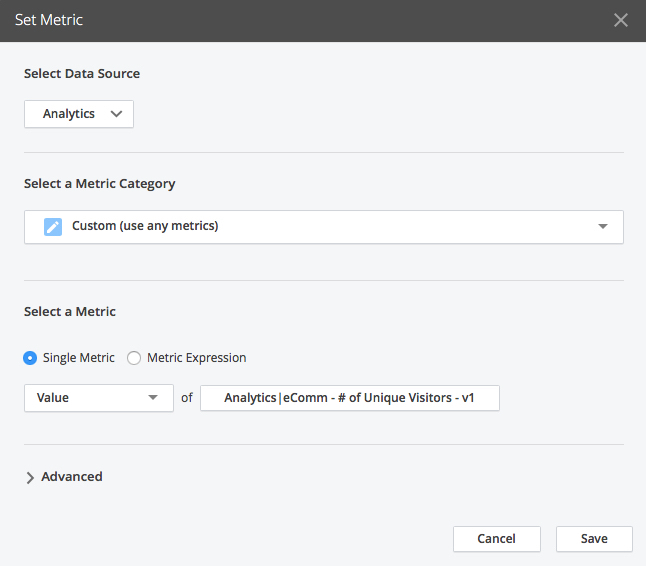 Set Metric
Select Data Source
Analytics
Select a Metric Category
Custom (use any metrics)
Select a Metric
Single Metric Metric Expression
Value of Analytics|eComm - # of Unique Visitors - v1
Advanced
Cancel Save